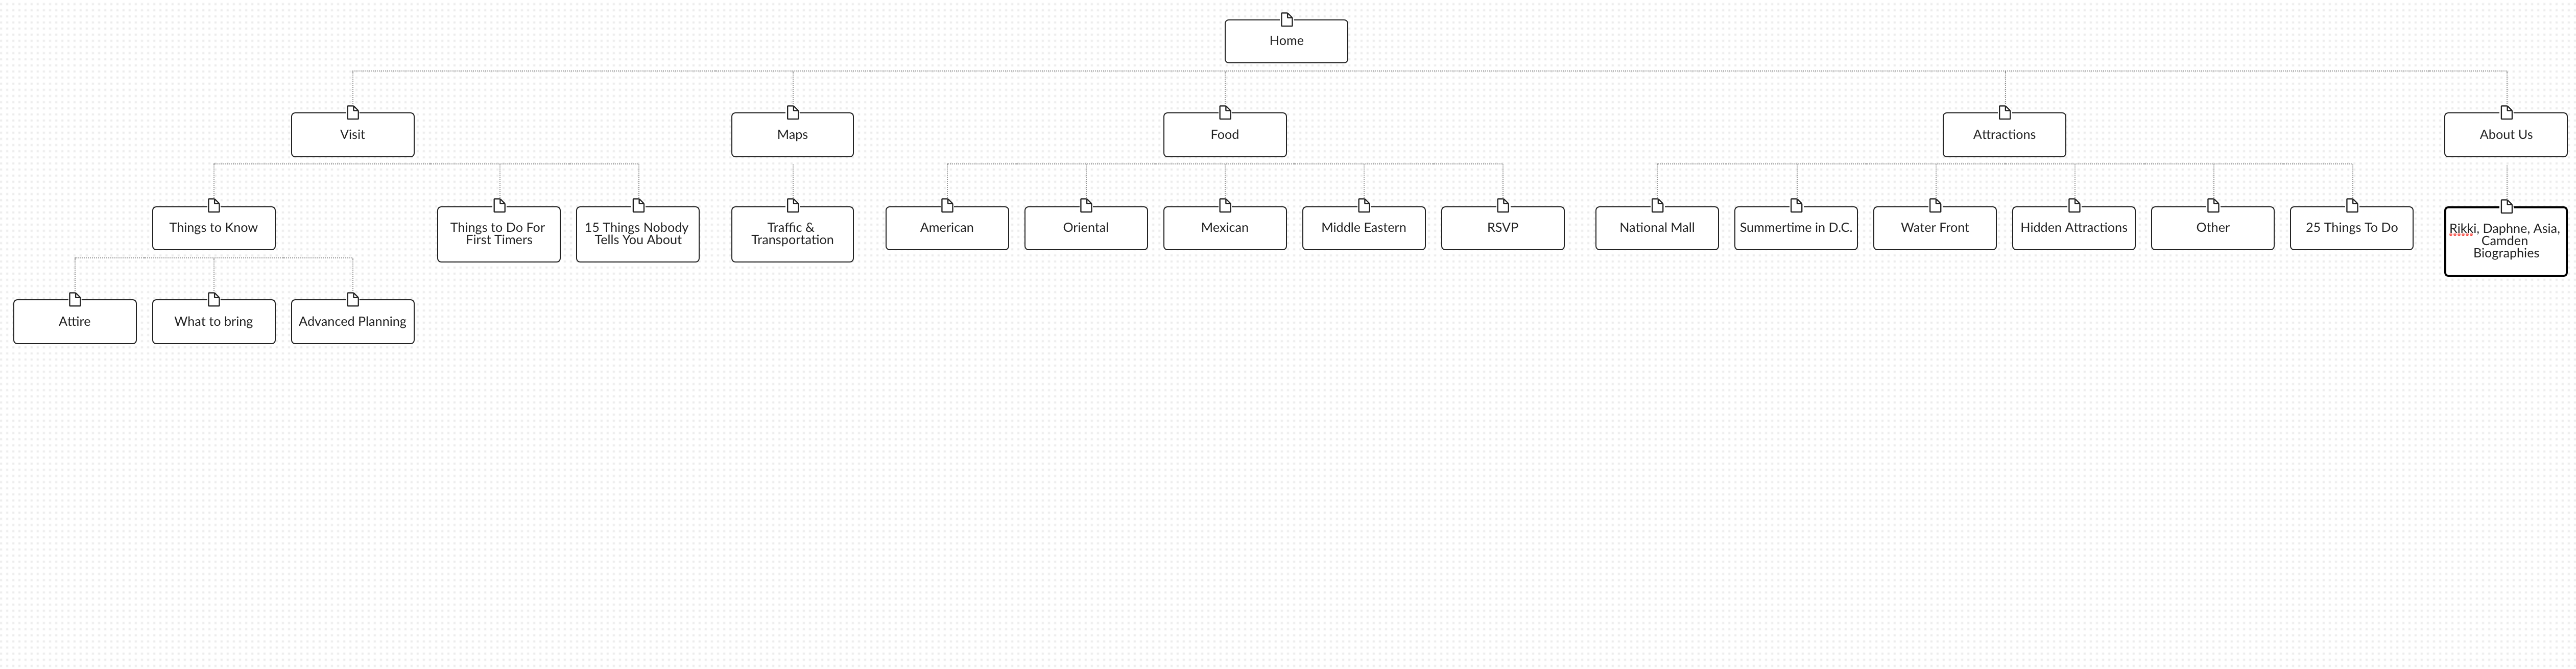 Home
Visit
Maps
Food
Attractions
About Us
Things to Know
Things to Do For
First Timers
15 Things Nobody
Tells You About
Traffic &
Transportation
American
Oriental
Mexican
Middle Eastern
RSVP
National Mall
Summertime in D.C.
Water Front
Hidden Attractions
Other
25 Things To Do
Rikki, Daphne, Asia,
Camden
Biographies
Attire
What to bring
Advanced Planning